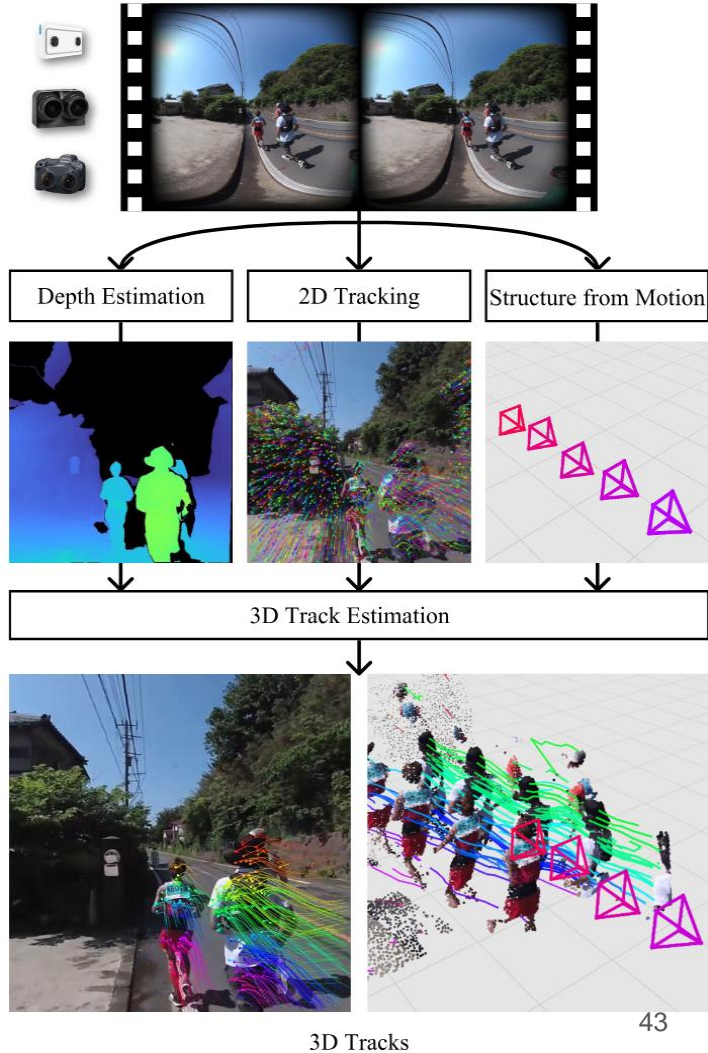 Depth Estimation
2D Tracking
Structure from Motion
3D Track Estimation
43
3D Tracks